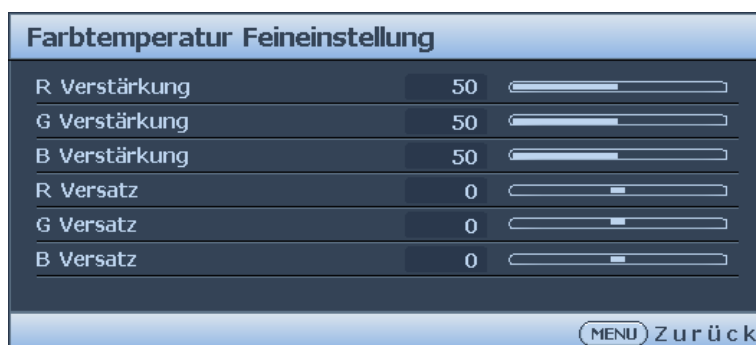 Farbtemperatur Feineinstellung
R Verstärkung 50
G Verstärkung 50
B Verstärkung 50
R Versatz 0
G Versatz 0
B Versatz 0
MENU Zurück